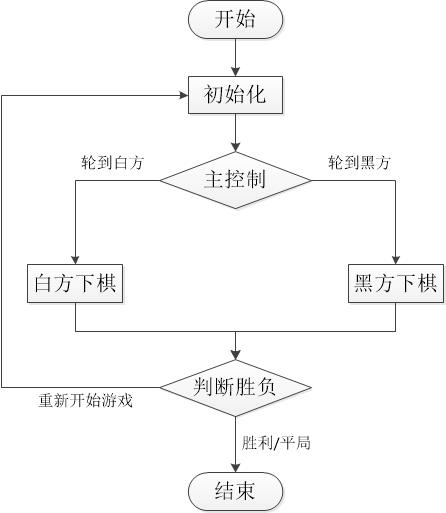 开始
初始化
轮到白方
轮到黑方
主控制
白方下棋
黑方下棋
判断胜负
重新开始游戏
胜利/平局
结束